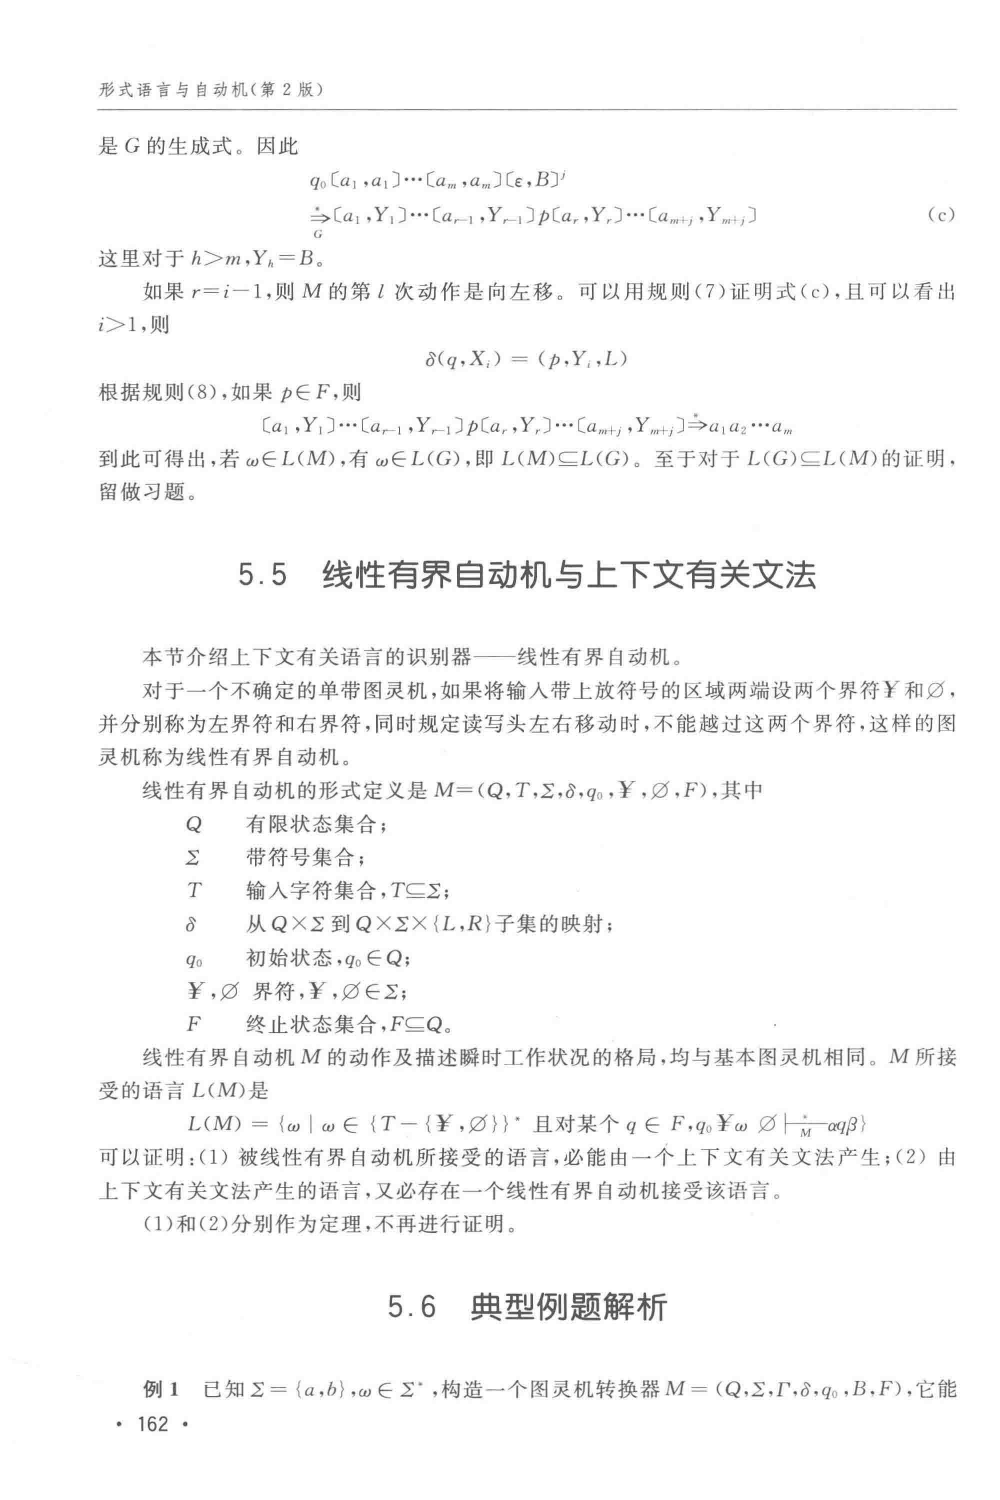 形式语言与自动机(第2版)
是G的生成式。因此
q₀[a₁,a₁]…[aₘ,aₘ][ε,B]ʲ
⇒*G [a₁,Y₁]…[aᵣ₋₁,Yᵣ₋₁]p[aᵣ,Yᵣ]…[aₘ₊ⱼ,Yₘ₊ⱼ] (c)
这里对于h>m,Yₕ=B。
如果r=i−1,则M的第l次动作是向左移。可以用规则(7)证明式(c),且可以看出
i>1,则
δ(q,Xᵢ) = (p,Yᵢ,L)
根据规则(8),如果p∈F,则
[a₁,Y₁]…[aᵣ₋₁,Yᵣ₋₁]p[aᵣ,Yᵣ]…[aₘ₊ⱼ,Yₘ₊ⱼ]⇒*a₁a₂…aₘ
到此可得出,若ω∈L(M),有ω∈L(G),即L(M)⊆L(G)。至于对于L(G)⊆L(M)的证明,
留做习题。
5.5 线性有界自动机与上下文有关文法
本节介绍上下文有关语言的识别器——线性有界自动机。
对于一个不确定的单带图灵机,如果将输入带上放符号的区域两端设两个界符¥和∅,
并分别称为左界符和右界符,同时规定读写头左右移动时,不能越过这两个界符,这样的图
灵机称为线性有界自动机。
线性有界自动机的形式定义是M=(Q,T,Σ,δ,q₀,¥,∅,F),其中
Q 有限状态集合;
Σ 带符号集合;
T 输入字符集合,T⊆Σ;
δ 从Q×Σ到Q×Σ×{L,R}子集的映射;
q₀ 初始状态,q₀∈Q;
¥,∅ 界符,¥,∅∈Σ;
F 终止状态集合,F⊆Q。
线性有界自动机M的动作及描述瞬时工作状况的格局,均与基本图灵机相同。M所接
受的语言L(M)是
L(M) = {ω | ω ∈ {T − {¥,∅}}* 且对某个 q ∈ F,q₀¥ω ∅⊢*M αqβ}
可以证明:(1) 被线性有界自动机所接受的语言,必能由一个上下文有关文法产生;(2) 由
上下文有关文法产生的语言,又必存在一个线性有界自动机接受该语言。
(1)和(2)分别作为定理,不再进行证明。
5.6 典型例题解析
例1 已知Σ={a,b},ω∈Σ*,构造一个图灵机转换器M=(Q,Σ,Γ,δ,q₀,B,F),它能
· 162 ·